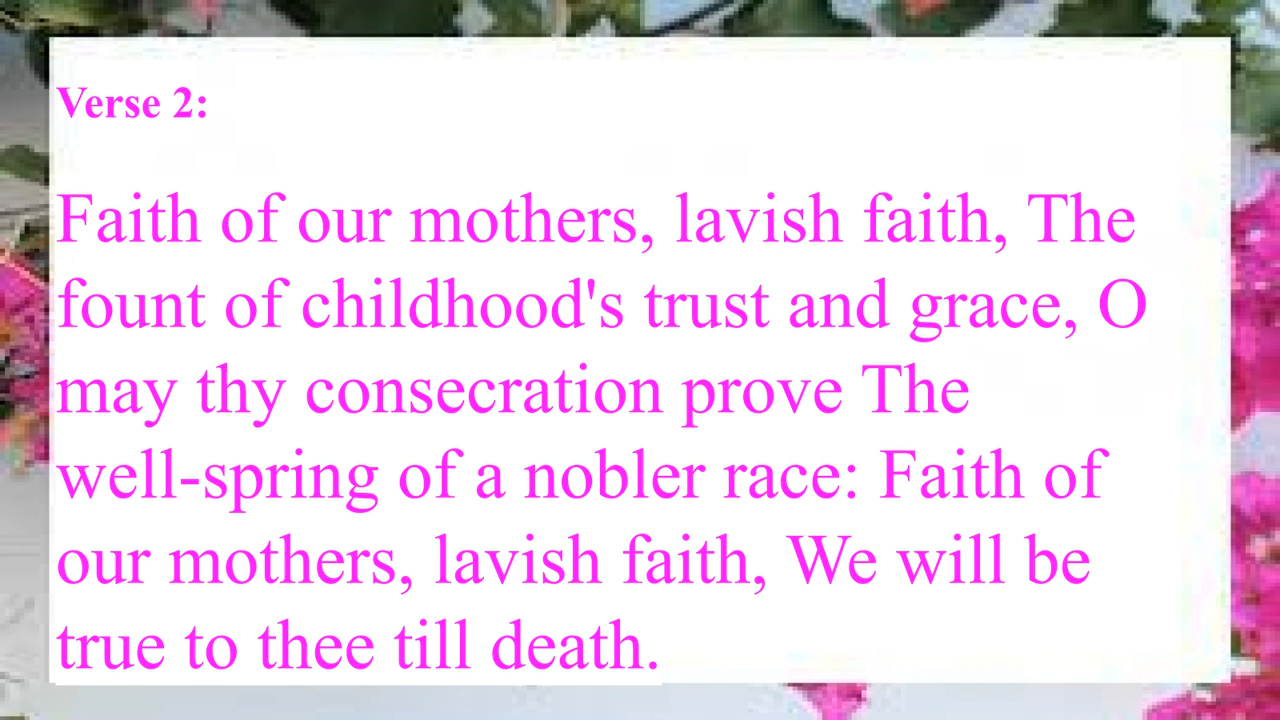 Verse 2:
Faith of our mothers, lavish faith, The
fount of childhood's trust and grace, O
may thy consecration prove The
well-spring of a nobler race: Faith of
our mothers, lavish faith, We will be
true to thee till death.